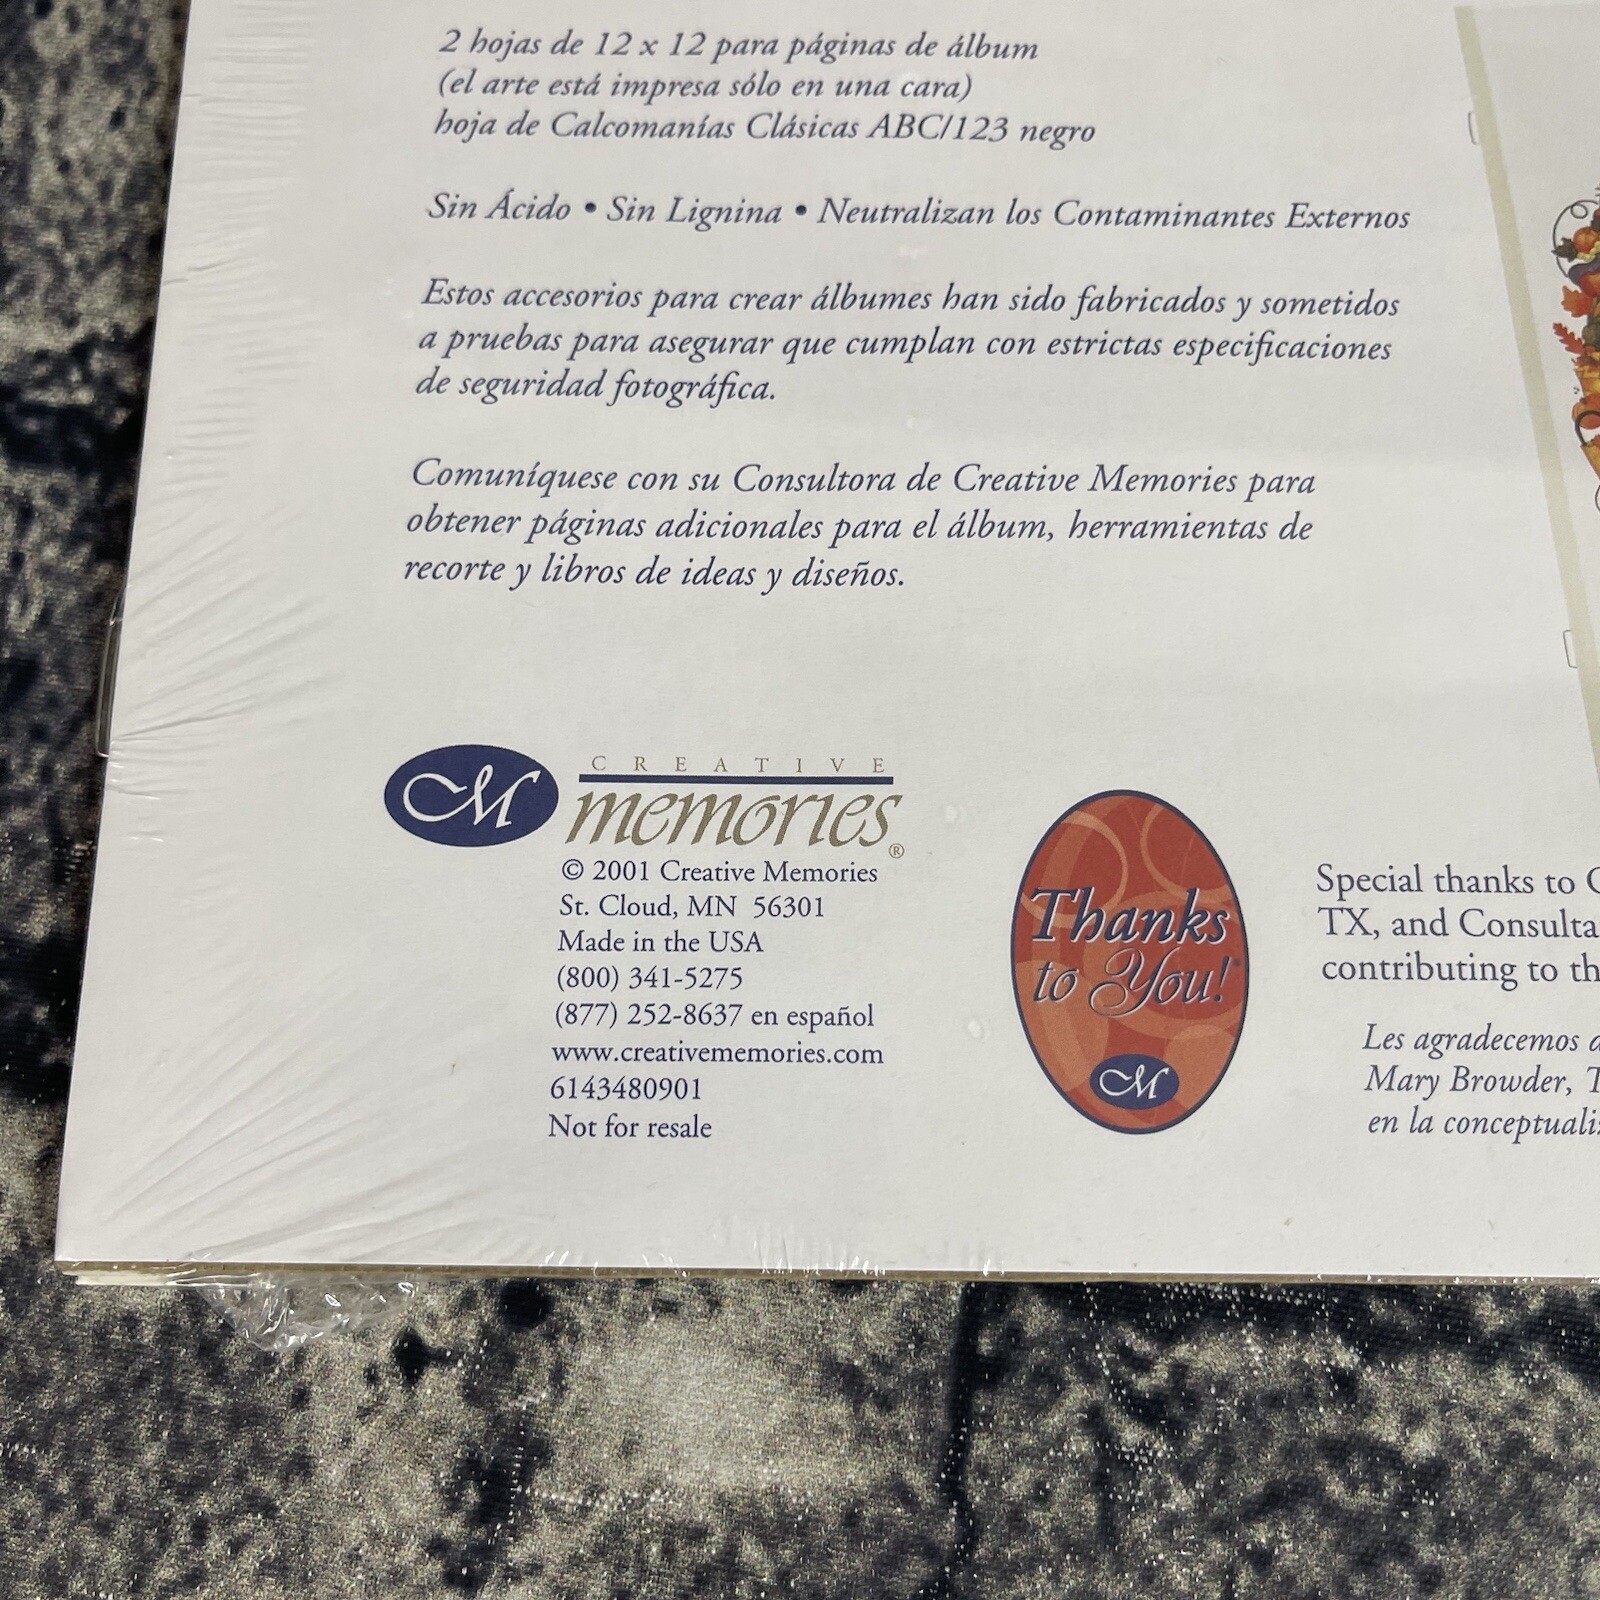 2 hojas de 12 x 12 para páginas de álbum
(el arte está impresa sólo en una cara)
hoja de Calcomanías Clásicas ABC/123 negro
Sin Ácido • Sin Lignina • Neutralizan los Contaminantes Externos
Estos accesorios para crear álbumes han sido fabricados y sometidos
a pruebas para asegurar que cumplan con estrictas especificaciones
de seguridad fotográfica.
Comuníquese con su Consultora de Creative Memories para
obtener páginas adicionales para el álbum, herramientas de
recorte y libros de ideas y diseños.
CM
CREATIVE
memories®
© 2001 Creative Memories
St. Cloud, MN 56301
Made in the USA
(800) 341-5275
(877) 252-8637 en español
www.creativememories.com
6143480901
Not for resale
Thanks
to You!
CM
Special thanks to
TX, and
contributing to
Les agradecemos
Mary Browder,
en la